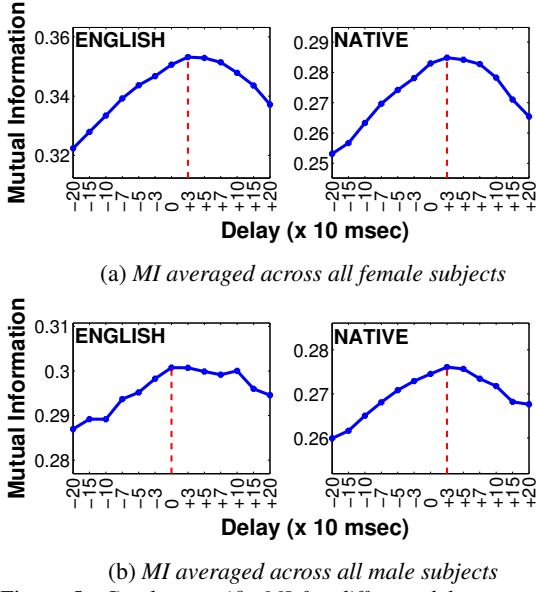 ENGLISH
NATIVE
Mutual Information
0.36
0.34
0.32
0.29
0.28
0.27
0.26
0.25
−20 −15 −10 −7 −5 −3 0 +3 +5 +7 +10 +15 +20
−20 −15 −10 −7 −5 −3 0 +3 +5 +7 +10 +15 +20
Delay (x 10 msec)
(a) MI averaged across all female subjects
ENGLISH
NATIVE
Mutual Information
0.31
0.3
0.29
0.28
0.28
0.27
0.26
−20 −15 −10 −7 −5 −3 0 +3 +5 +7 +10 +15 +20
−20 −15 −10 −7 −5 −3 0 +3 +5 +7 +10 +15 +20
Delay (x 10 msec)
(b) MI averaged across all male subjects